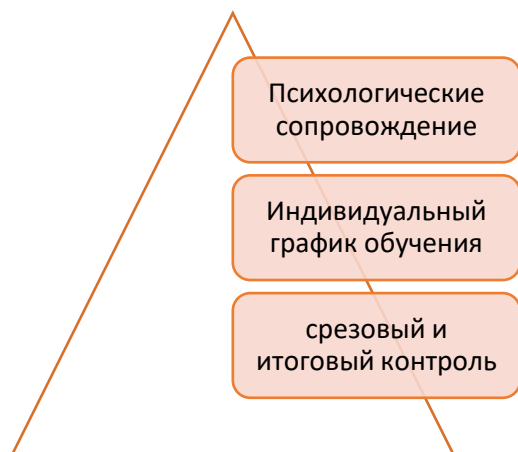 Психологические
сопровождение
Индивидуальный
график обучения
срезовый и
итоговый контроль